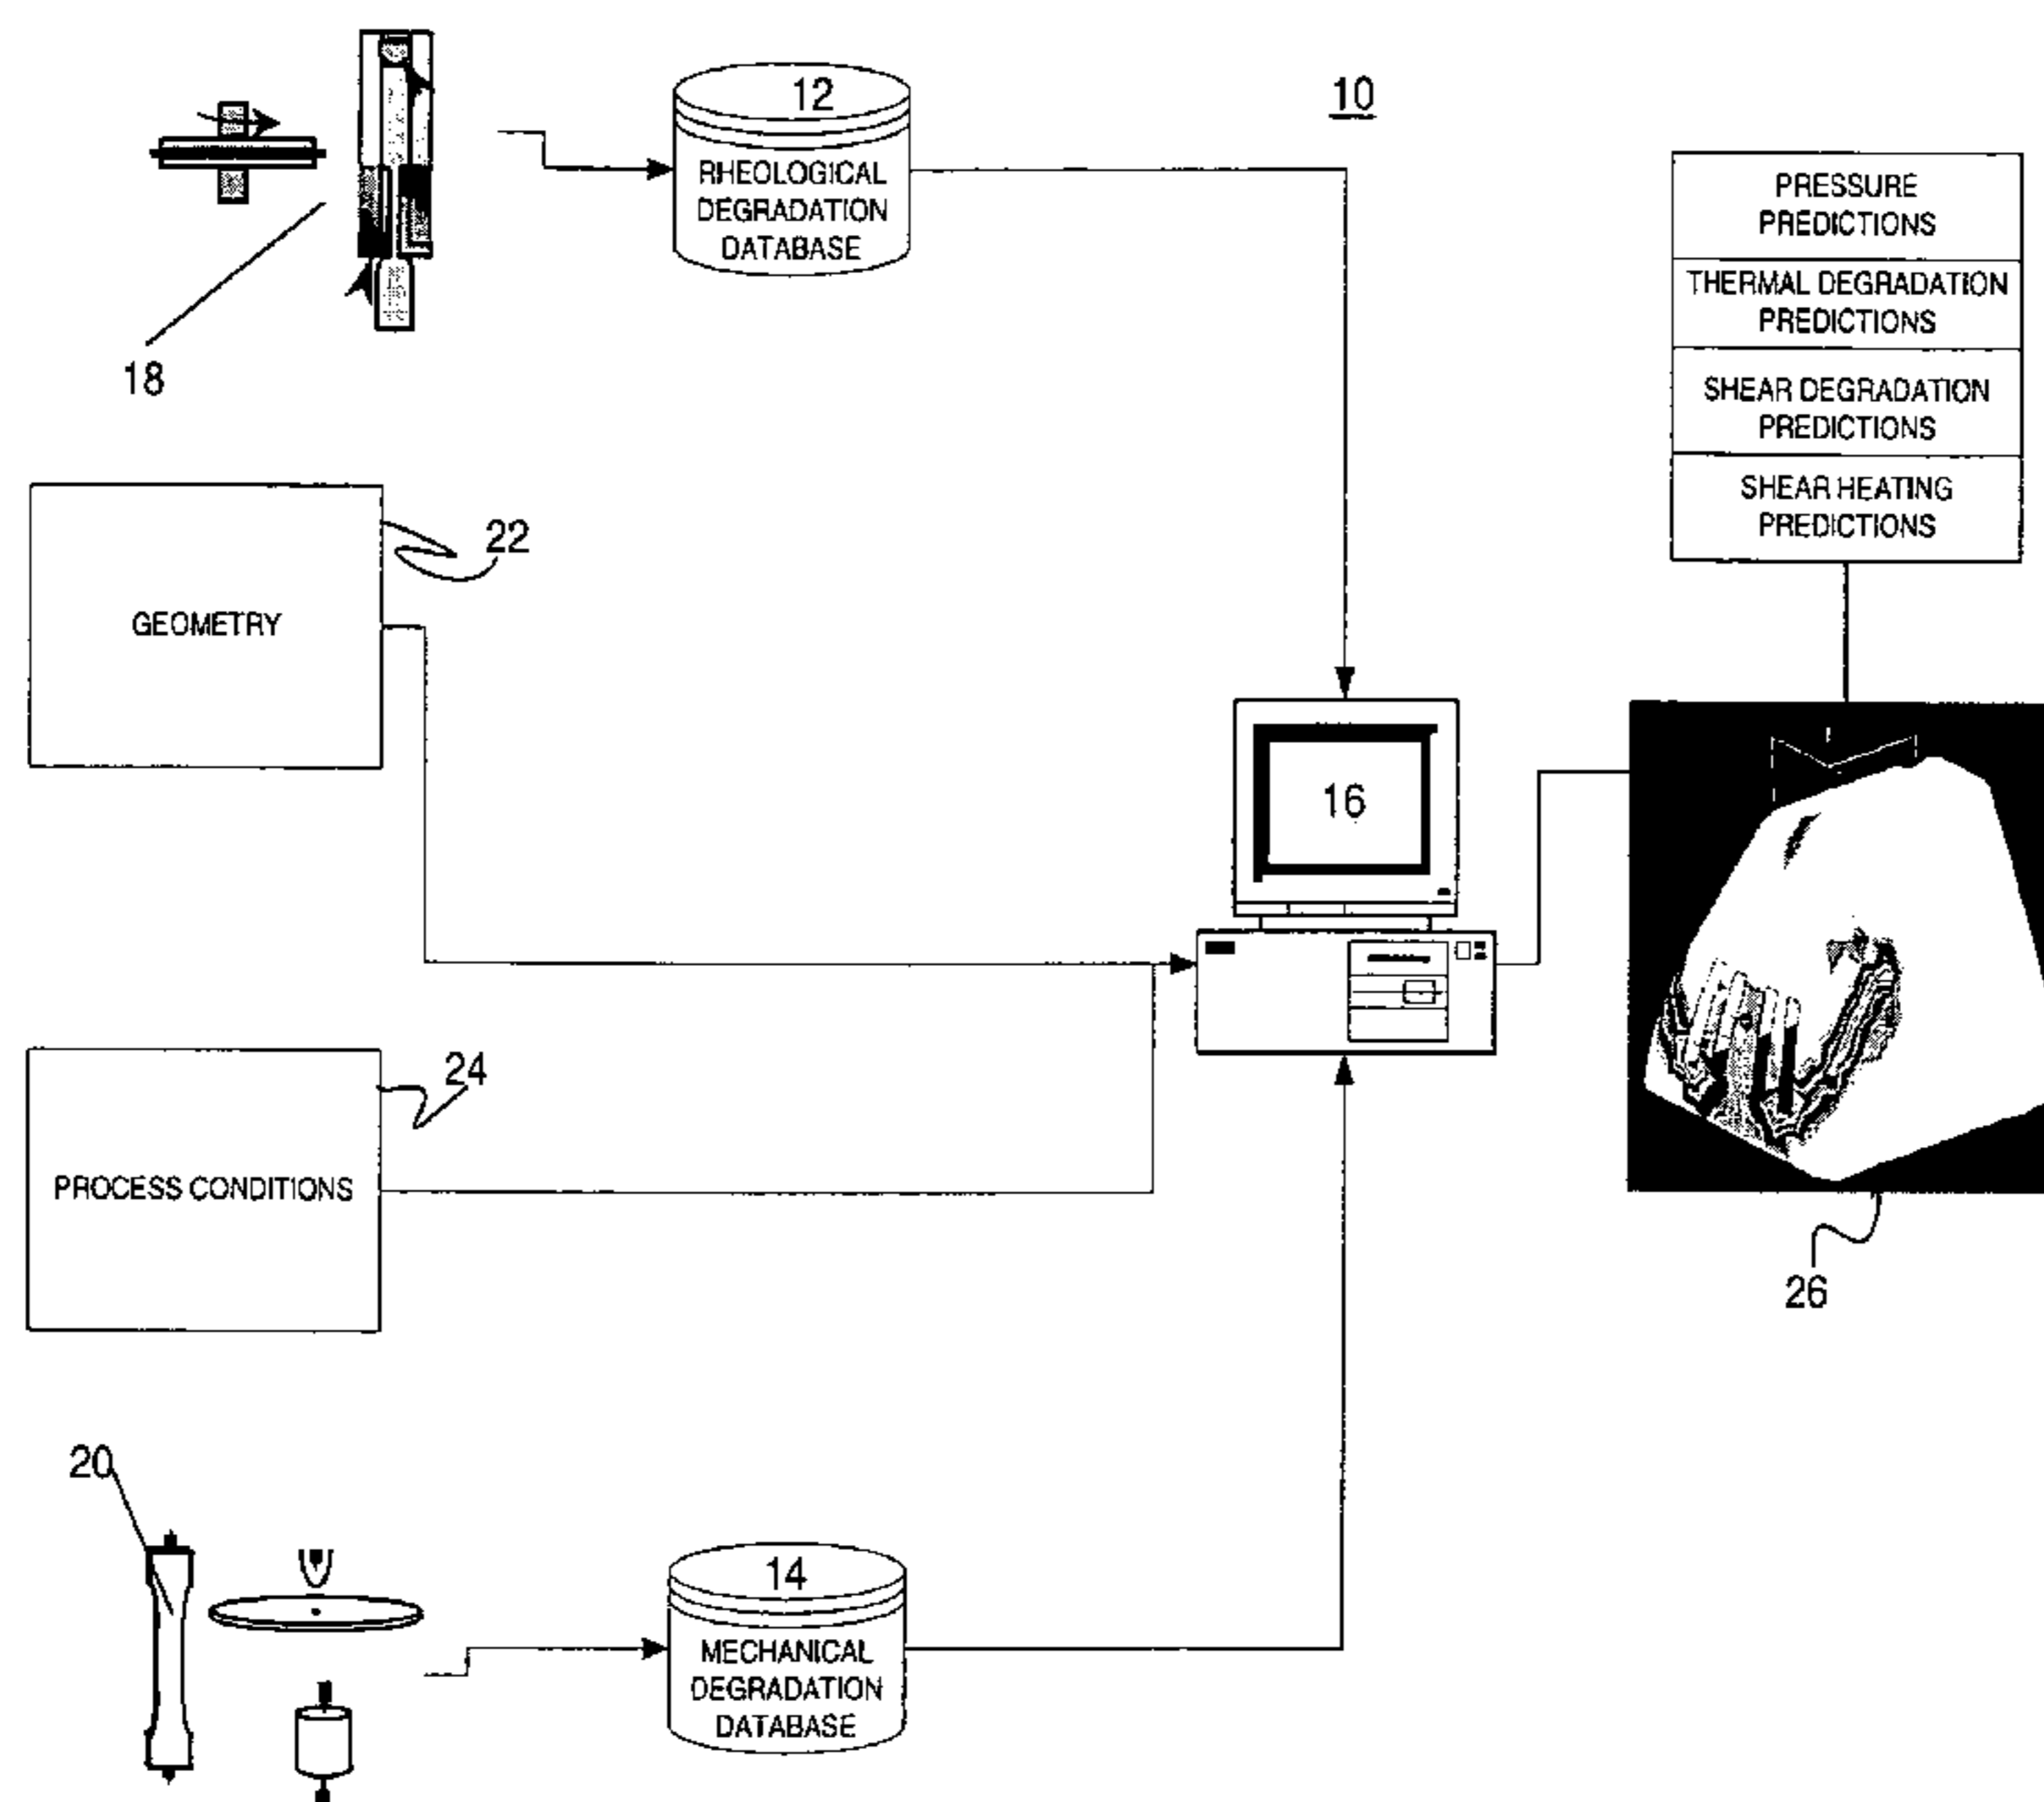 12
RHEOLOGICAL
DEGRADATION
DATABASE
10
PRESSURE
PREDICTIONS
THERMAL DEGRADATION
PREDICTIONS
SHEAR DEGRADATION
PREDICTIONS
SHEAR HEATING
PREDICTIONS
18
22
GEOMETRY
16
24
PROCESS CONDITIONS
26
20
14
MECHANICAL
DEGRADATION
DATABASE